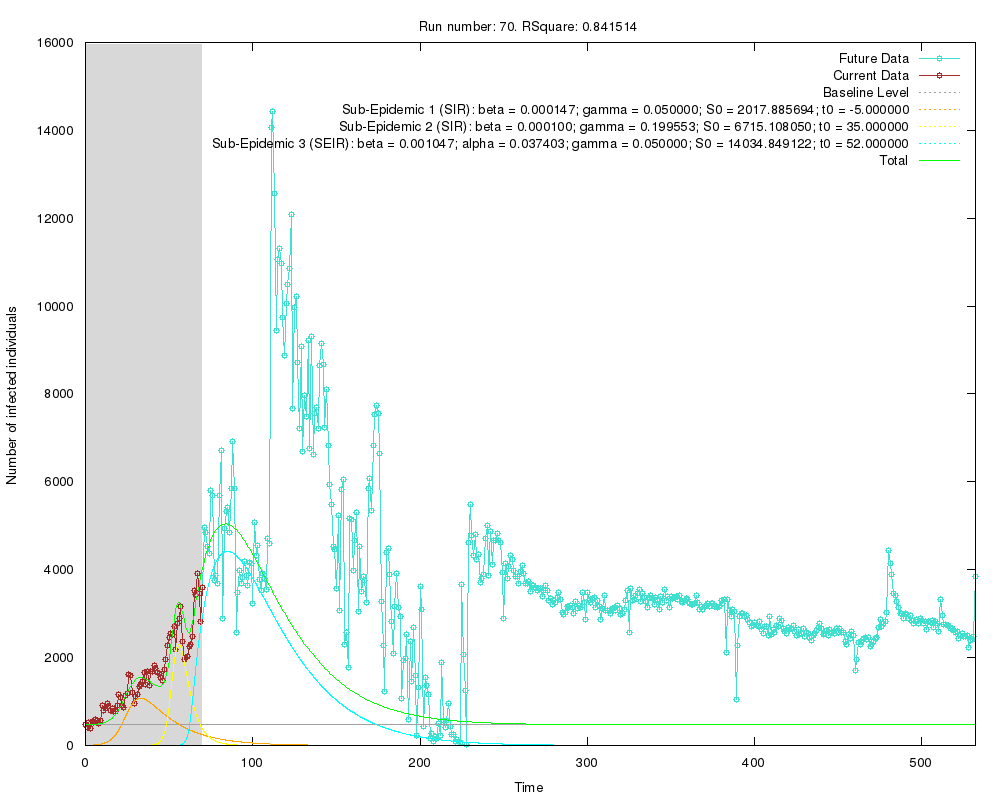 Run number: 70. RSquare: 0.841514
Future Data
Current Data
Baseline Level
Sub-Epidemic 1 (SIR): beta = 0.000147; gamma = 0.050000; S0 = 2017.885694; t0 = -5.000000
Sub-Epidemic 2 (SIR): beta = 0.000100; gamma = 0.199553; S0 = 6715.108050; t0 = 35.000000
Sub-Epidemic 3 (SEIR): beta = 0.001047; alpha = 0.037403; gamma = 0.050000; S0 = 14034.849122; t0 = 52.000000
Total
Number of infected individuals
16000
14000
12000
10000
8000
6000
4000
2000
0
0 100 200 300 400 500
Time